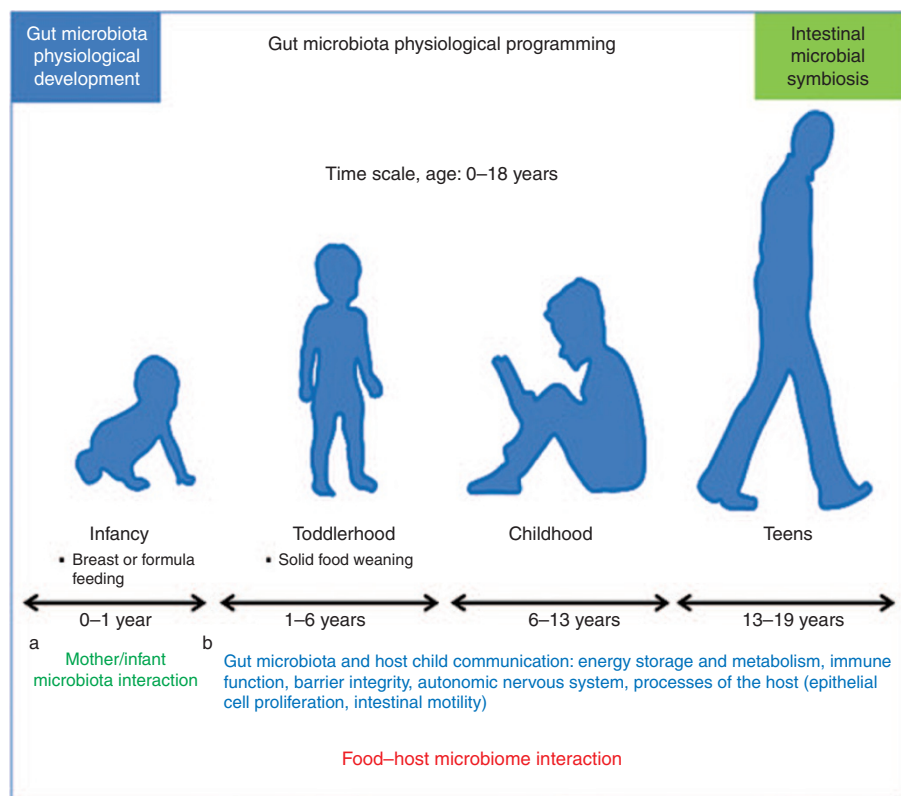 Gut microbiota
physiological
development
Gut microbiota physiological programming
Intestinal
microbial
symbiosis
Time scale, age: 0–18 years
Infancy
▪ Breast or formula
feeding
Toddlerhood
▪ Solid food weaning
Childhood
Teens
0–1 year
1–6 years
6–13 years
13–19 years
a
Mother/infant
microbiota interaction
b
Gut microbiota and host child communication: energy storage and metabolism, immune
function, barrier integrity, autonomic nervous system, processes of the host (epithelial
cell proliferation, intestinal motility)
Food–host microbiome interaction